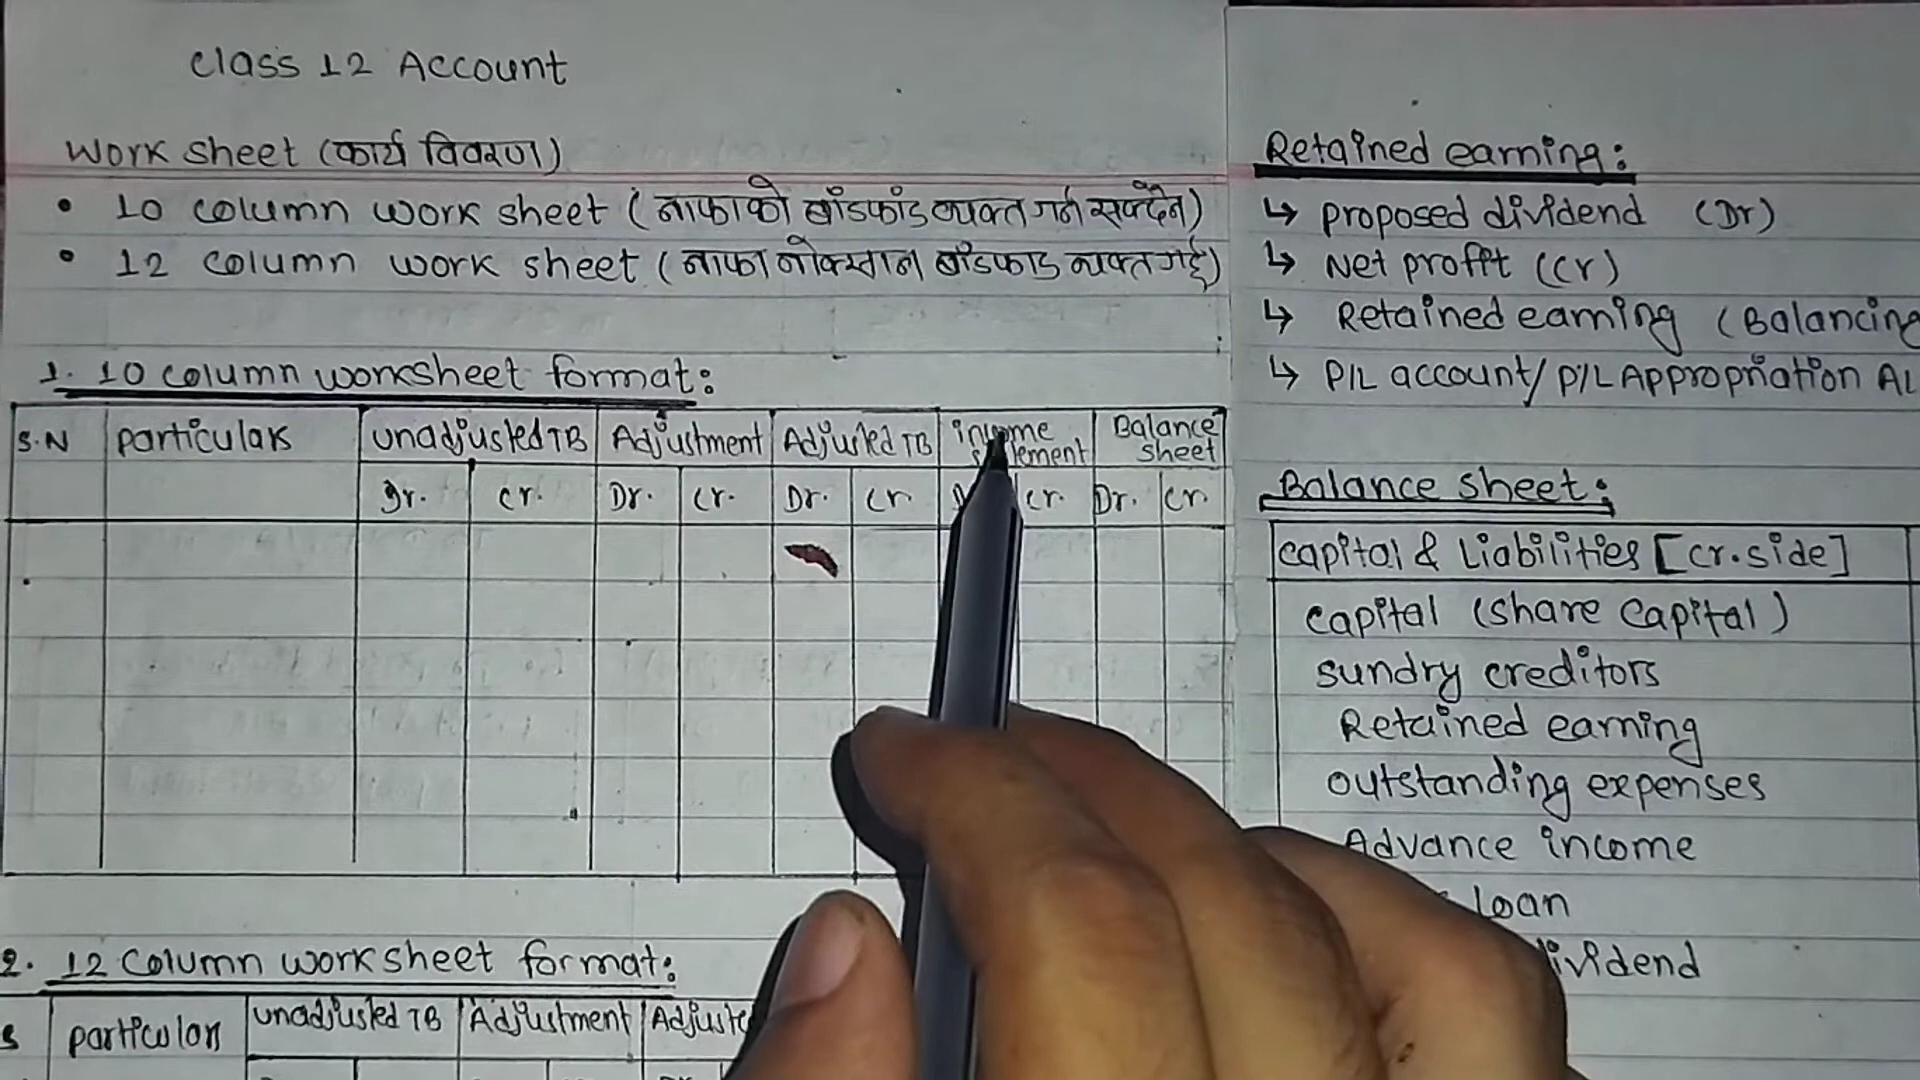 Class 12 Account
Work sheet (कार्य विवरण)
• 10 column work sheet (नाफाको बाँडफाँड व्यक्त गर्न सक्दैन)
• 12 column work sheet (नाफा नोक्सान बाँडफाड व्यक्त गर्छ)
1. 10 column worksheet format:
S.N particulars unadjusted TB Adjustment Adjusted TB income Balance sheet
Dr. Cr. Dr. Cr. Dr. Cr. Cr. Dr. Cr.
2. 12 column worksheet format:
S particulars unadjusted TB Adjustment
Retained earning:
↳ proposed dividend (Dr)
↳ Net profit (Cr)
↳ Retained earning (Balancing
↳ P/L account/P/L Appropriation
Balance sheet:
capital & Liabilities [cr.side]
capital (share capital)
sundry creditors
Retained earning
outstanding expenses
Advance income
loan